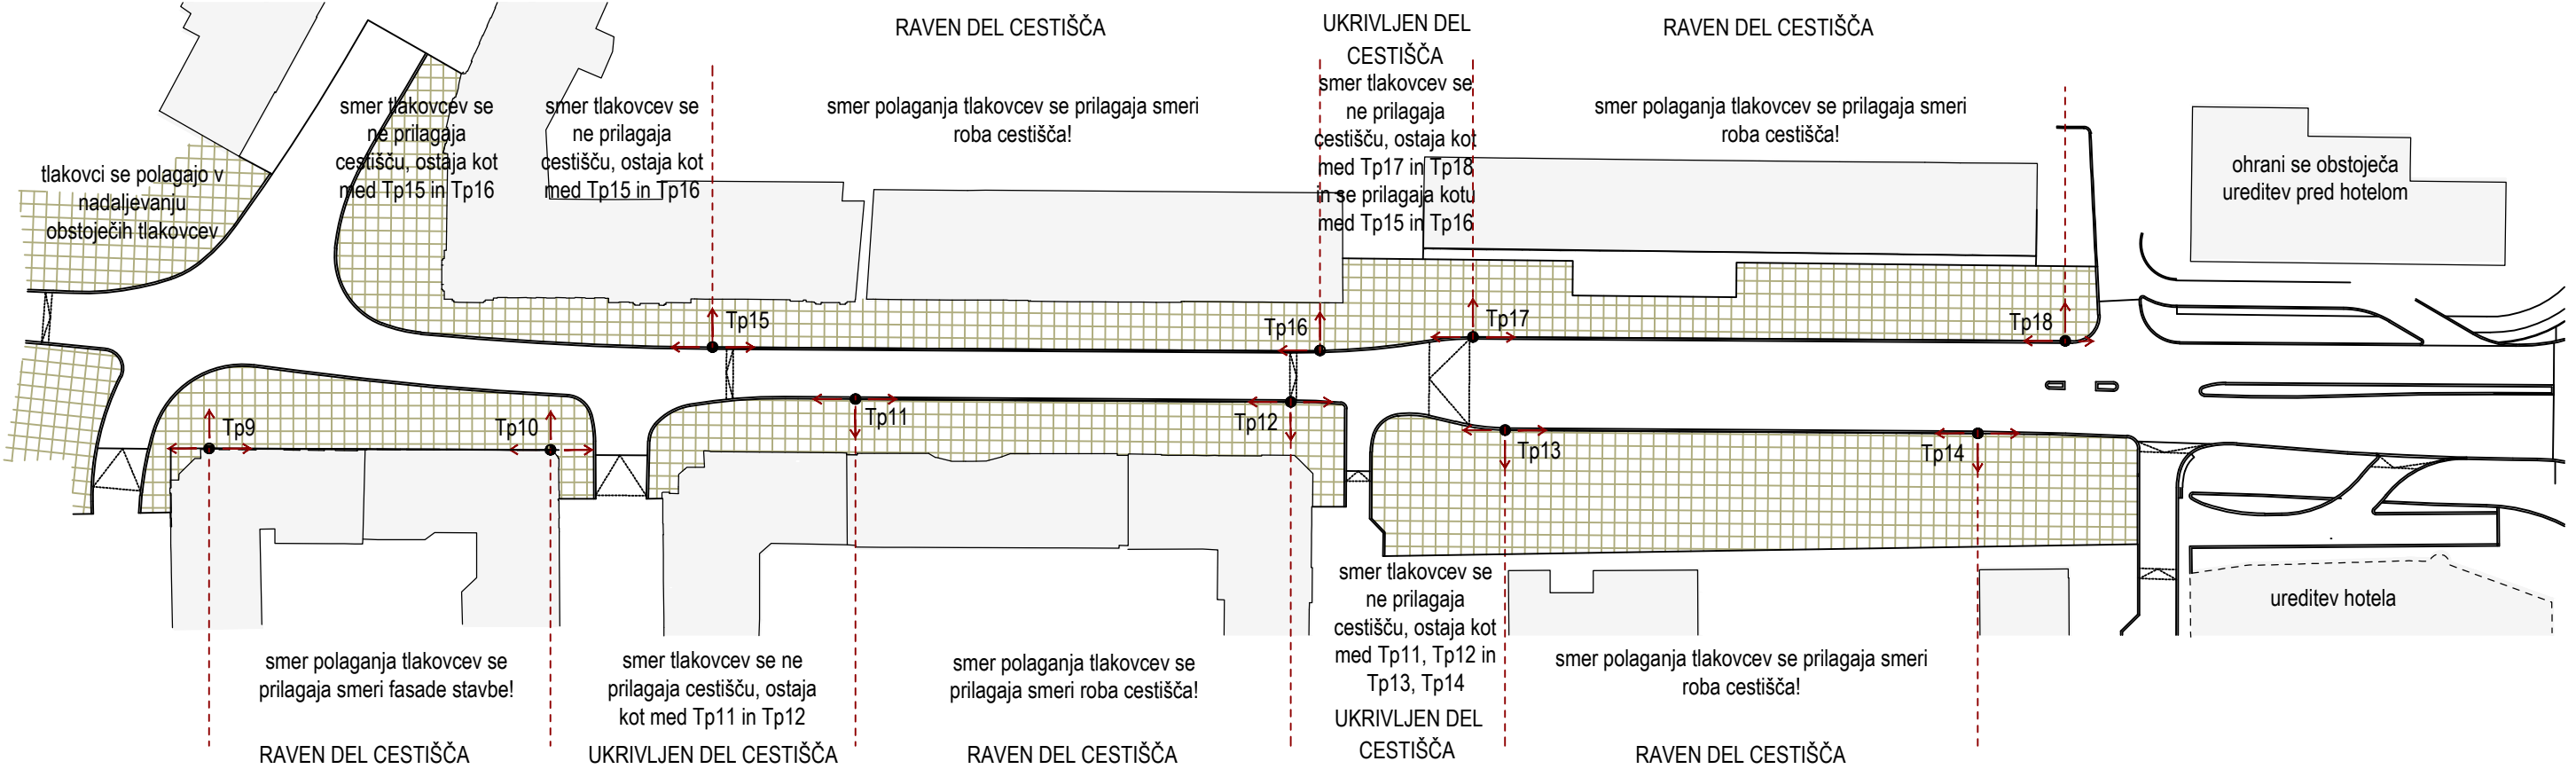 RAVEN DEL CESTIŠČA
UKRIVLJEN DEL
CESTIŠČA
RAVEN DEL CESTIŠČA
smer tlakovcev se
ne prilagaja
cestišču, ostaja kot
med Tp15 in Tp16
smer tlakovcev se
ne prilagaja
cestišču, ostaja kot
med Tp15 in Tp16
smer polaganja tlakovcev se prilagaja smeri
roba cestišča!
smer tlakovcev se
ne prilagaja
cestišču, ostaja kot
med Tp17 in Tp18
in se prilagaja kotu
med Tp15 in Tp16
smer polaganja tlakovcev se prilagaja smeri
roba cestišča!
tlakovci se polagajo v
nadaljevanju
obstoječih tlakovcev
ohrani se obstoječa
ureditev pred hotelom
Tp15
Tp16
Tp17
Tp18
Tp9
Tp10
Tp11
Tp12
Tp13
Tp14
smer polaganja tlakovcev se
prilagaja smeri fasade stavbe!
RAVEN DEL CESTIŠČA
smer tlakovcev se ne
prilagaja cestišču, ostaja
kot med Tp11 in Tp12
UKRIVLJEN DEL CESTIŠČA
smer polaganja tlakovcev se
prilagaja smeri roba cestišča!
RAVEN DEL CESTIŠČA
smer tlakovcev se
ne prilagaja
cestišču, ostaja kot
med Tp11, Tp12 in
Tp13, Tp14
UKRIVLJEN DEL
CESTIŠČA
smer polaganja tlakovcev se prilagaja smeri
roba cestišča!
RAVEN DEL CESTIŠČA
ureditev hotela